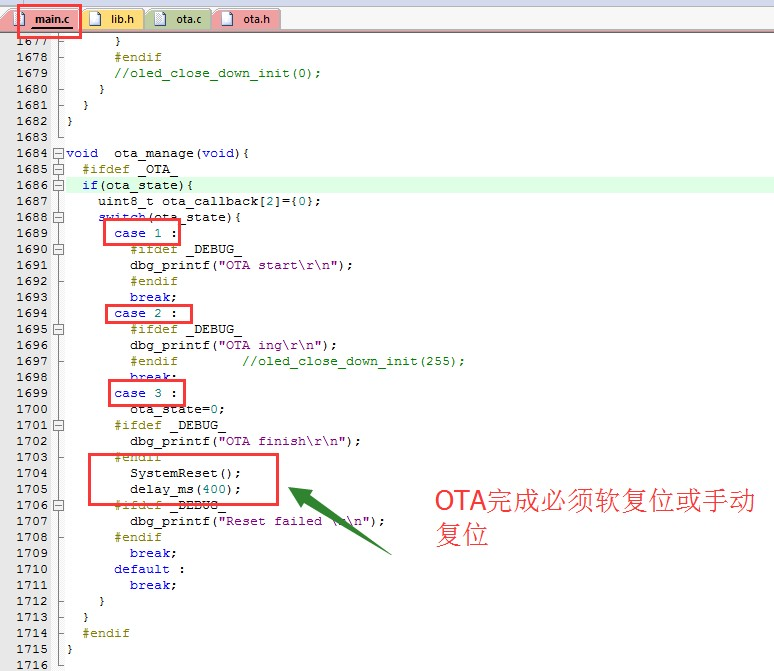 main.c lib.h ota.c ota.h
1677 }
1678 #endif
1679 //oled_close_down_init(0);
1680 }
1681 }
1682 }
1683
1684 void ota_manage(void){
1685 #ifdef _OTA_
1686 if(ota_state){
1687 uint8_t ota_callback[2]={0};
1688 switch(ota_state){
1689 case 1 :
1690 #ifdef _DEBUG_
1691 dbg_printf("OTA start\r\n");
1692 #endif
1693 break;
1694 case 2 :
1695 #ifdef _DEBUG_
1696 dbg_printf("OTA ing\r\n");
1697 #endif //oled_close_down_init(255);
1698 break;
1699 case 3 :
1700 ota_state=0;
1701 #ifdef _DEBUG_
1702 dbg_printf("OTA finish\r\n");
1703 #endif
1704 SystemReset();
1705 delay_ms(400);
1706 #ifdef _DEBUG_
1707 dbg_printf("Reset failed \r\n");
1708 #endif
1709 break;
1710 default :
1711 break;
1712 }
1713 }
1714 #endif
1715 }
1716
OTA完成必须软复位或手动
复位